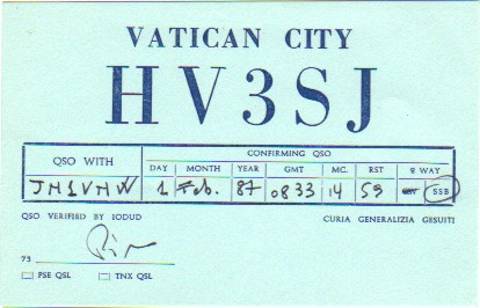 VATICAN CITY
HV3SJ
QSO WITH
CONFIRMING QSO
DAY MONTH YEAR GMT MC. RST 2 WAY
JH1VHW 1 Feb. 87 0833 14 59 SSB
QSO VERIFIED BY IODUD
CURIA GENERALIZIA GESUITI
73
PSE QSL TNX QSL